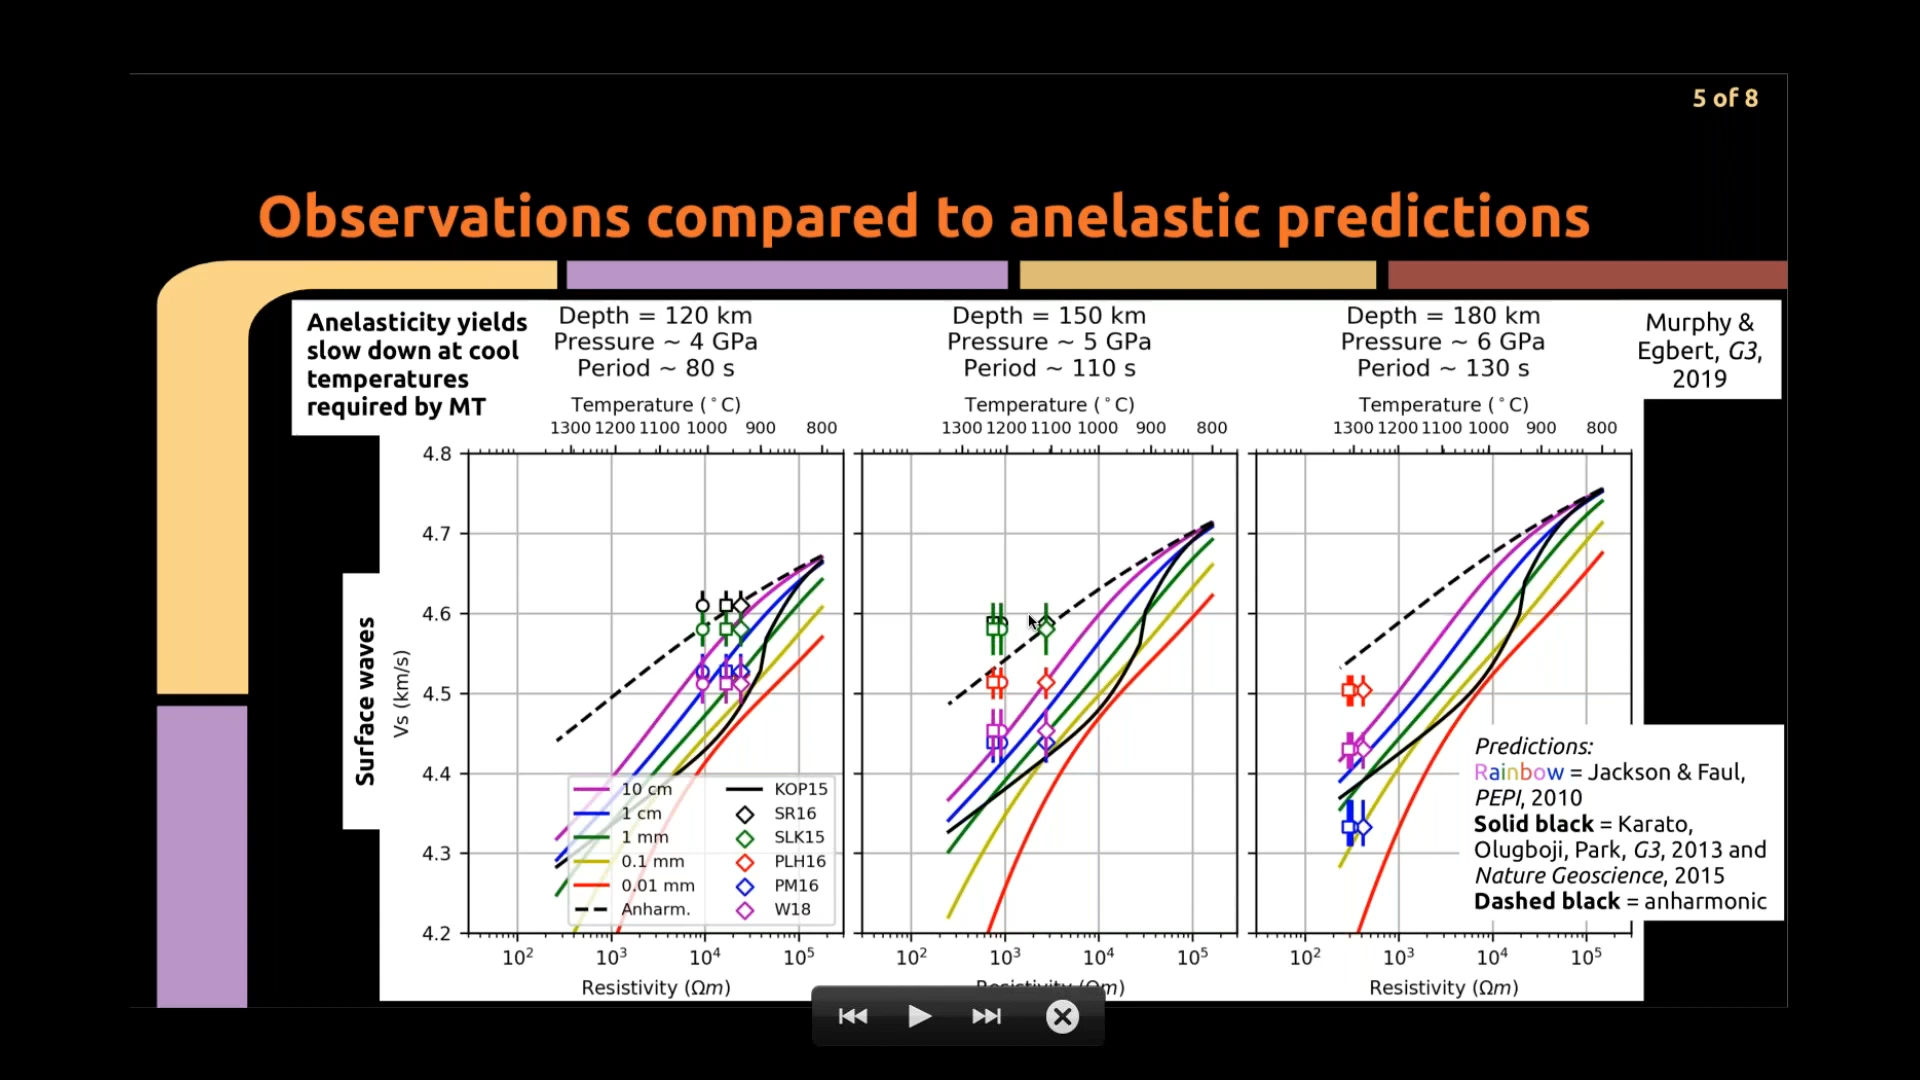 5 of 8
Observations compared to anelastic predictions
Anelasticity yields
slow down at cool
temperatures
required by MT
Depth = 120 km
Pressure ~ 4 GPa
Period ~ 80 s
Depth = 150 km
Pressure ~ 5 GPa
Period ~ 110 s
Depth = 180 km
Pressure ~ 6 GPa
Period ~ 130 s
Murphy &
Egbert, G3,
2019
Temperature (°C)
1300 1200 1100 1000 900 800
Temperature (°C)
1300 1200 1100 1000 900 800
Temperature (°C)
1300 1200 1100 1000 900 800
Surface waves
Vs (km/s)
4.8
4.7
4.6
4.5
4.4
4.3
4.2
10 cm
1 cm
1 mm
0.1 mm
0.01 mm
Anharm.
KOP15
SR16
SLK15
PLH16
PM16
W18
Predictions:
Rainbow = Jackson & Faul,
PEPI, 2010
Solid black = Karato,
Olugboji, Park, G3, 2013 and
Nature Geoscience, 2015
Dashed black = anharmonic
10² 10³ 10⁴ 10⁵
10² 10³ 10⁴ 10⁵
10² 10³ 10⁴ 10⁵
Resistivity (Ωm)
Resistivity (Ωm)
Resistivity (Ωm)